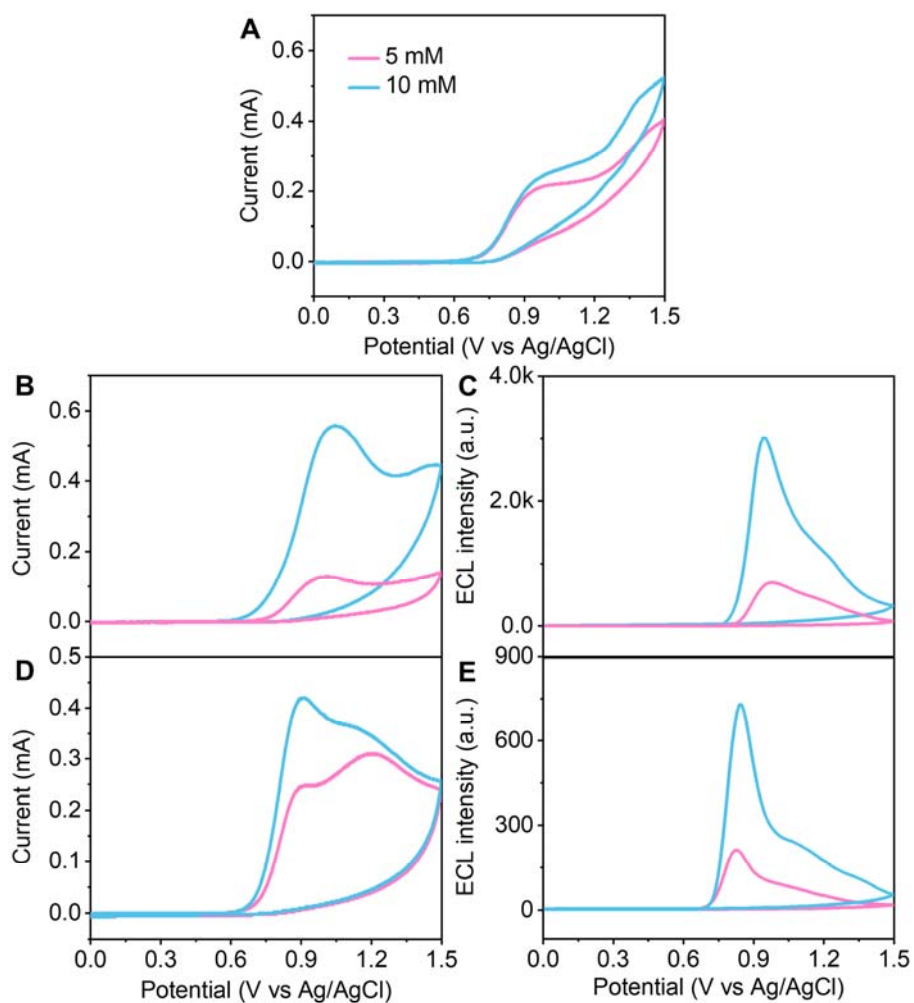 A
0.6
5 mM
10 mM
0.4
0.2
0.0
Current (mA)
0.0 0.3 0.6 0.9 1.2 1.5
Potential (V vs Ag/AgCl)
B
0.6
0.4
0.2
0.0
Current (mA)
C
4.0k
2.0k
0.0
ECL intensity (a.u.)
D
0.5
0.4
0.3
0.2
0.1
0.0
Current (mA)
0.0 0.3 0.6 0.9 1.2 1.5
Potential (V vs Ag/AgCl)
E
900
600
300
0
ECL intensity (a.u.)
0.0 0.3 0.6 0.9 1.2 1.5
Potential (V vs Ag/AgCl)